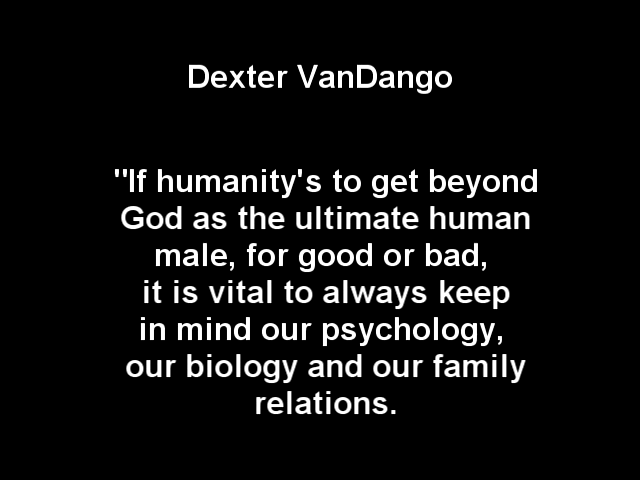 Dexter VanDango
"If humanity's to get beyond
God as the ultimate human
male, for good or bad,
it is vital to always keep
in mind our psychology,
our biology and our family
relations.